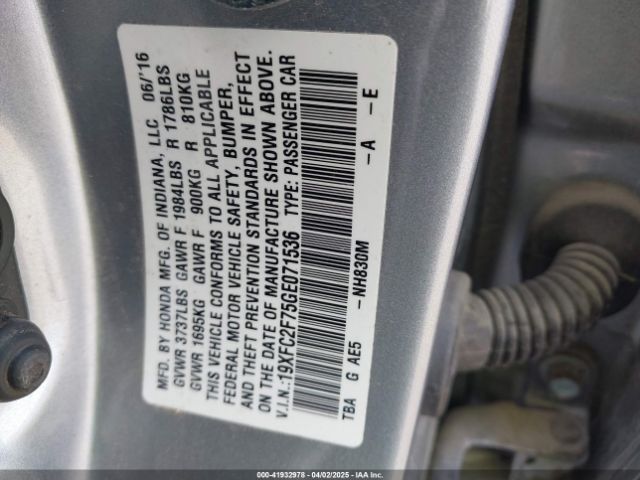 MFD. BY HONDA MFG. OF INDIANA, LLC 06/'16
GVWR 3737LBS GAWR F 1984LBS R 1786LBS
GVWR 1695KG GAWR F 900KG R 810KG
THIS VEHICLE CONFORMS TO ALL APPLICABLE
FEDERAL MOTOR VEHICLE SAFETY, BUMPER,
AND THEFT PREVENTION STANDARDS IN EFFECT
ON THE DATE OF MANUFACTURE SHOWN ABOVE.
V.I.N.:19XFC2F75GE071536 TYPE: PASSENGER CAR
TBA G AE5 -NH830M -A -E
000-41932978 | 04/02/2025 | IAA Inc.